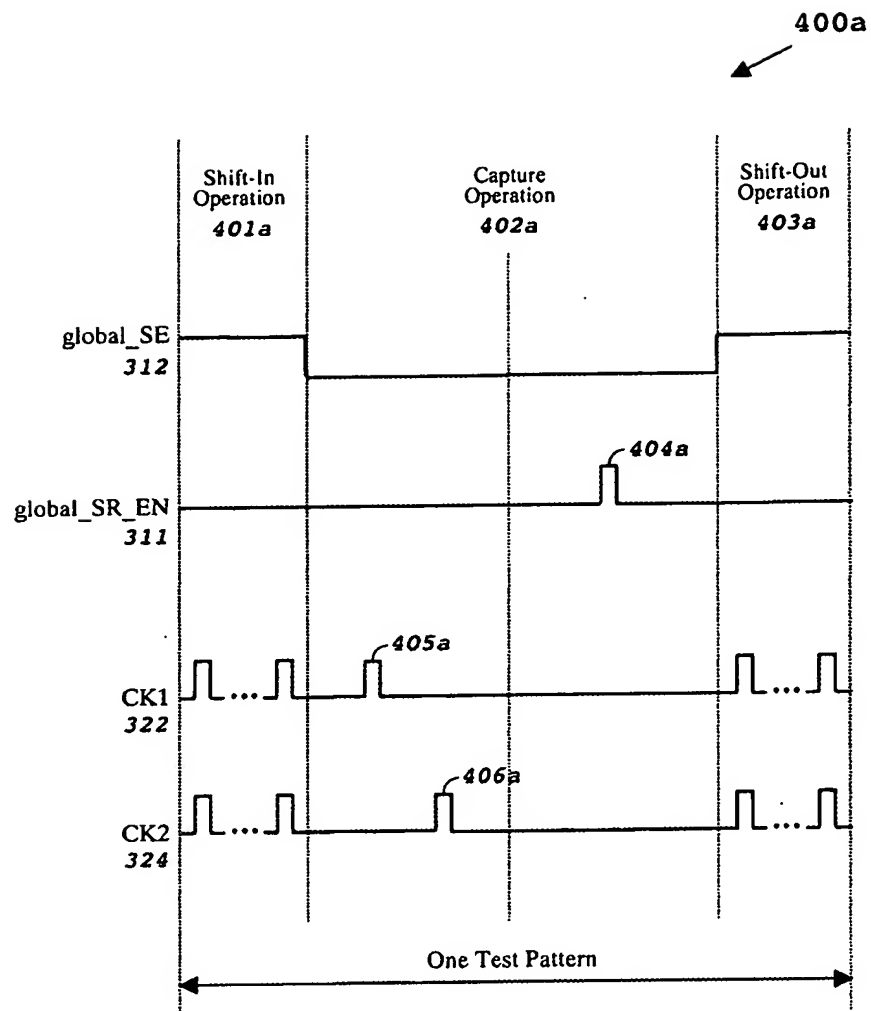 400a
Shift-In
Operation
401a
Capture
Operation
402a
Shift-Out
Operation
403a
global_SE
312
404a
global_SR_EN
311
405a
CK1
322
406a
CK2
324
One Test Pattern